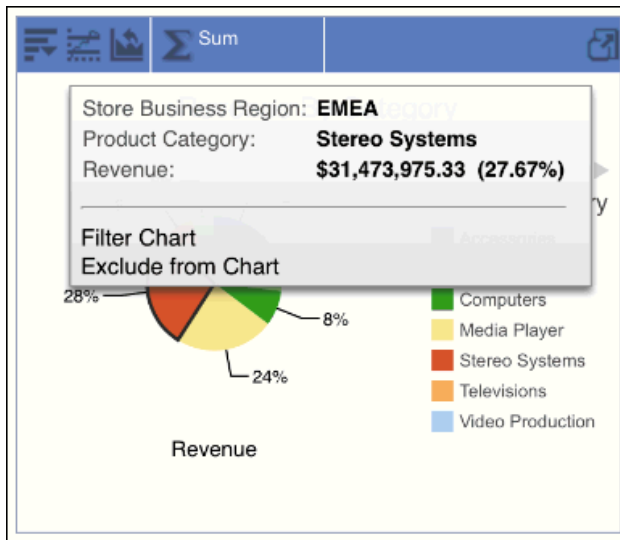 Sum
Store Business Region: EMEA
Product Category: Stereo Systems
Revenue: $31,473,975.33 (27.67%)
Filter Chart
Exclude from Chart
28%
8%
24%
Accessories
Computers
Media Player
Stereo Systems
Televisions
Video Production
Revenue